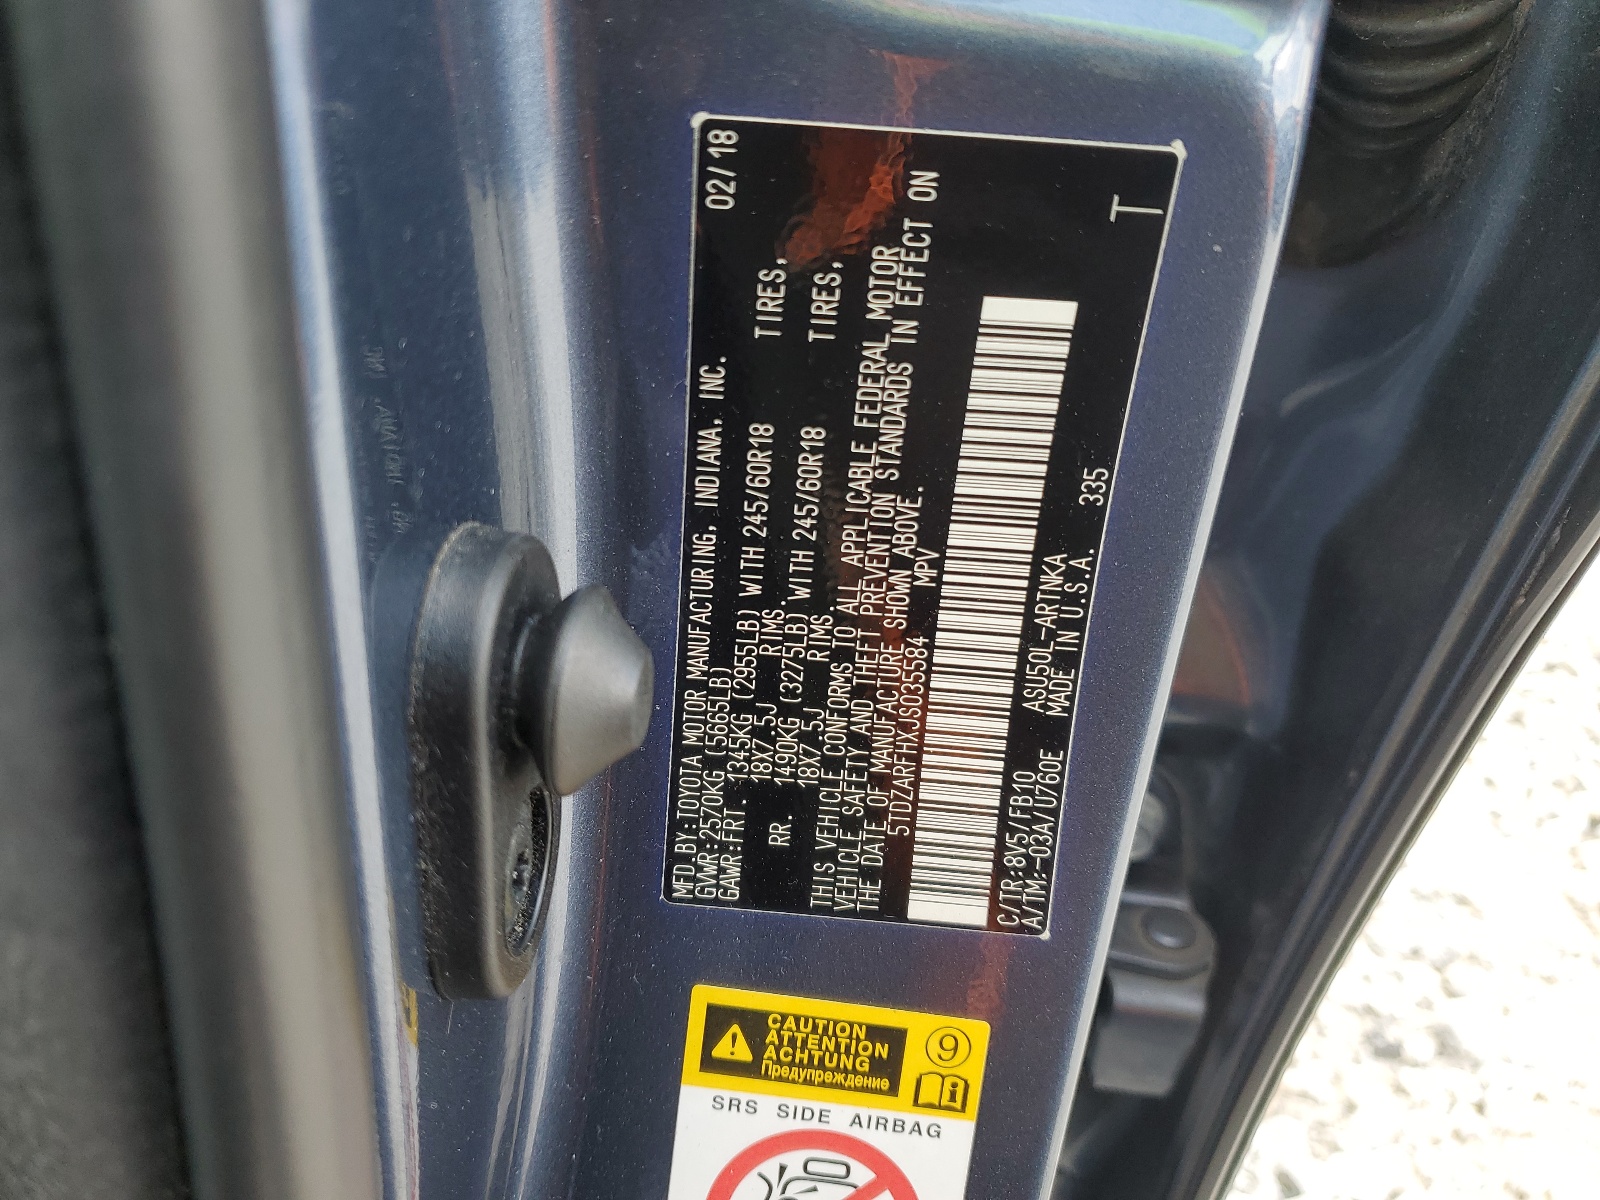 MFD.BY:TOYOTA MOTOR MANUFACTURING, INDIANA, INC. 02/18
GVWR:2570KG (5665LB)
GAWR:FRT. 1345KG (2955LB) WITH 245/60R18 TIRES,
18X7.5J RIMS.
RR. 1490KG (3275LB) WITH 245/60R18 TIRES,
18X7.5J RIMS.
THIS VEHICLE CONFORMS TO ALL APPLICABLE FEDERAL MOTOR
VEHICLE SAFETY AND THEFT PREVENTION STANDARDS IN EFFECT ON
THE DATE OF MANUFACTURE SHOWN ABOVE.
5TDZARFHXJS035584 MPV
C/TR:8V5/FB10 ASU50L-ARTNKA 335
A/TM:-03A/U760E MADE IN U.S.A.
T
CAUTION
ATTENTION
ACHTUNG
Предупреждение
9
i
SRS SIDE AIRBAG